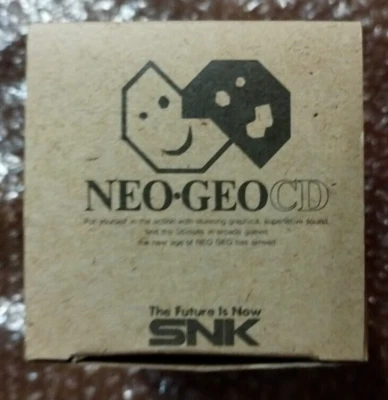 NEO•GEO CD
Put yourself in the action with stunning graphics, superlative sound,
and the ultimate in arcade games.
the new age of NEO GEO has arrived
The Future Is Now
SNK